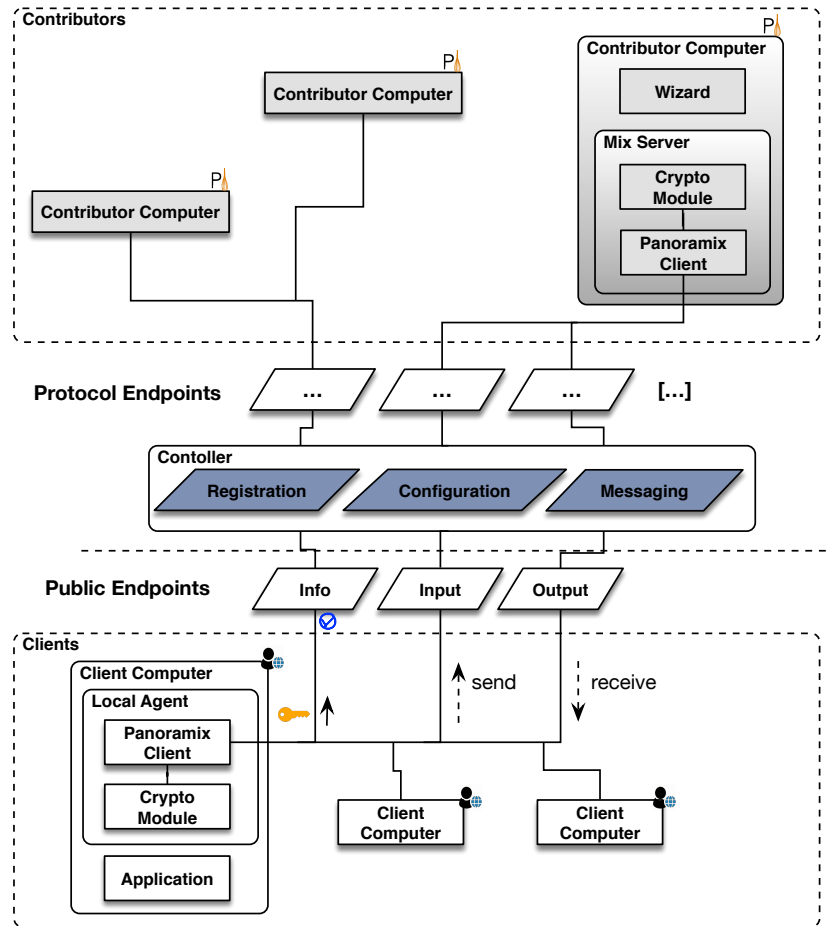 Contributors
P
Contributor Computer
P
Contributor Computer
Wizard
Mix Server
Crypto
Module
Panoramix
Client
P
Contributor Computer
Protocol Endpoints
...
...
...
[...]
Contoller
Registration
Configuration
Messaging
Public Endpoints
Info
Input
Output
Clients
Client Computer
Local Agent
Panoramix
Client
Crypto
Module
Application
send
receive
Client
Computer
Client
Computer